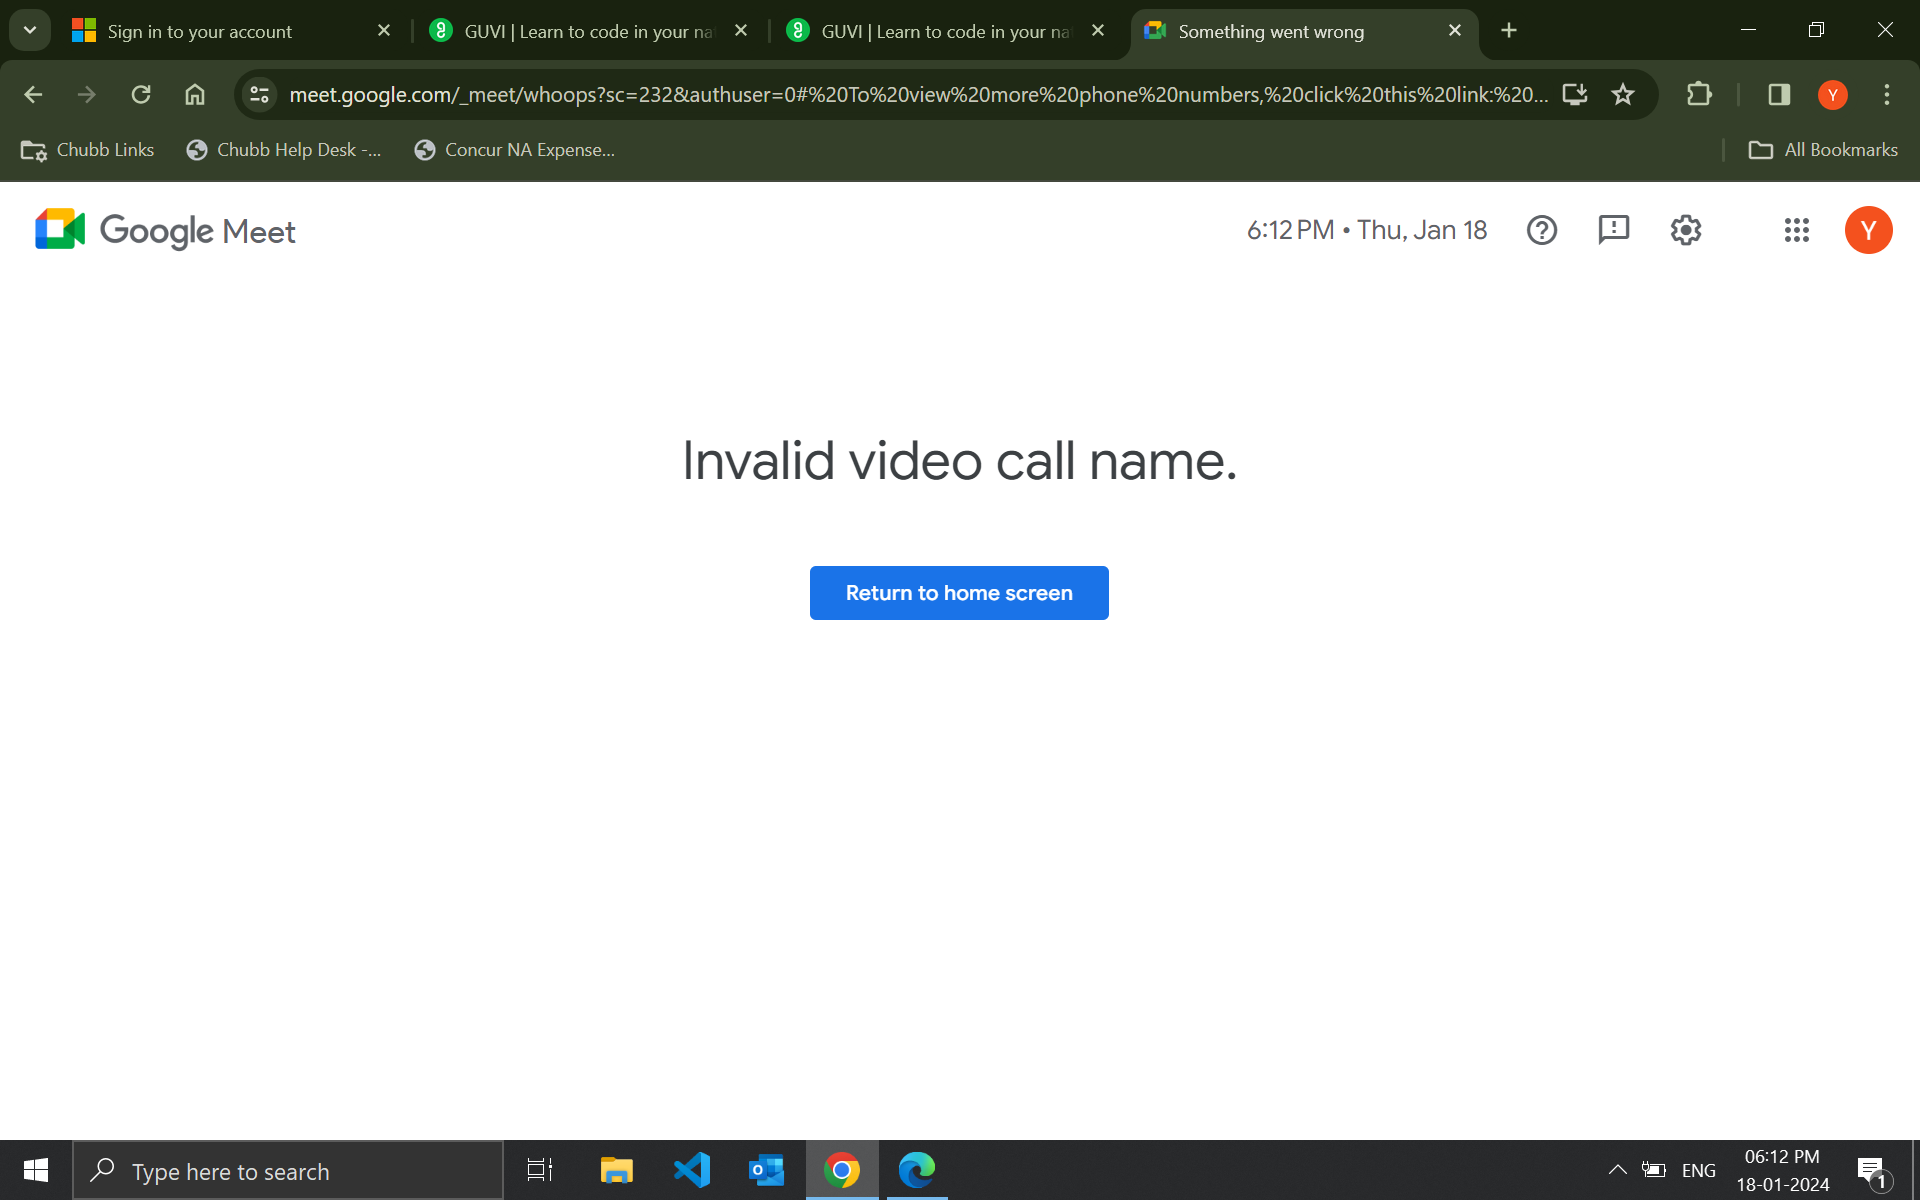 Sign in to your account
GUVI | Learn to code in your na
GUVI | Learn to code in your na
Something went wrong
meet.google.com/_meet/whoops?sc=232&authuser=0#%20To%20view%20more%20phone%20numbers,%20click%20this%20link:%20...
Y
Chubb Links
Chubb Help Desk -...
Concur NA Expense...
All Bookmarks
Google Meet
6:12 PM • Thu, Jan 18
Y
Invalid video call name.
Return to home screen
Type here to search
ENG
06:12 PM
18-01-2024
1